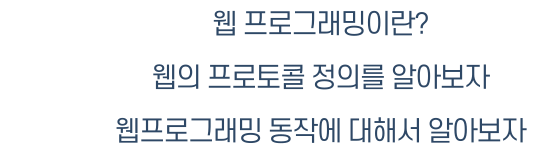 웹 프로그래밍이란?
웹의 프로토콜 정의를 알아보자
웹프로그래밍 동작에 대해서 알아보자